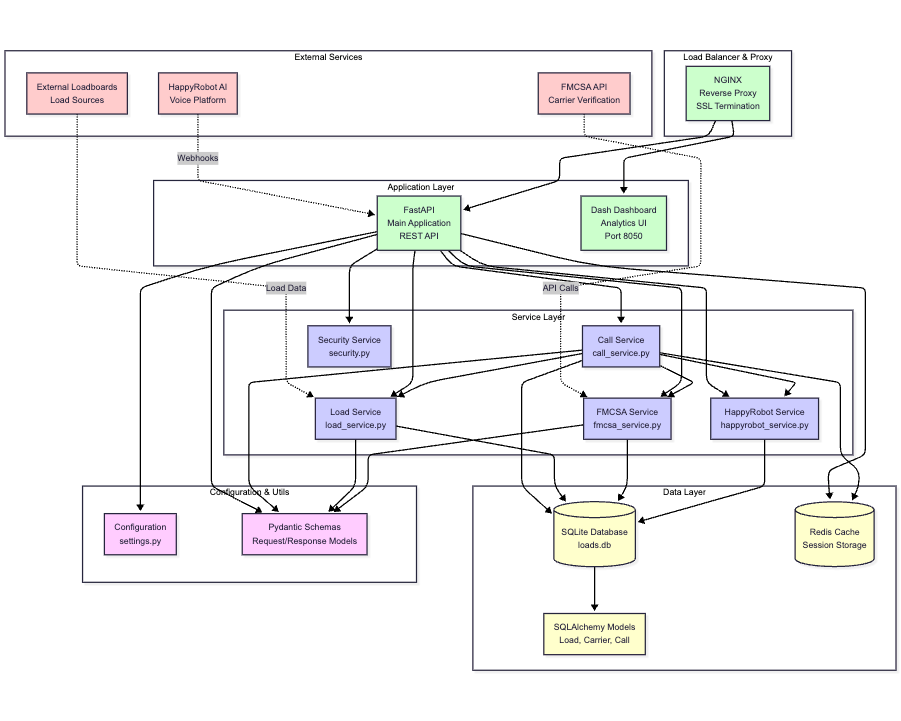 External Services
Load Balancer & Proxy
External Loadboards
Load Sources
HappyRobot AI
Voice Platform
FMCSA API
Carrier Verification
NGINX
Reverse Proxy
SSL Termination
Webhooks
Application Layer
FastAPI
Main Application
REST API
Dash Dashboard
Analytics UI
Port 8050
Load Data
API Calls
Service Layer
Security Service
security.py
Call Service
call_service.py
Load Service
load_service.py
FMCSA Service
fmcsa_service.py
HappyRobot Service
happyrobot_service.py
Configuration & Utils
Data Layer
Configuration
settings.py
Pydantic Schemas
Request/Response Models
SQLite Database
loads.db
Redis Cache
Session Storage
SQLAlchemy Models
Load, Carrier, Call